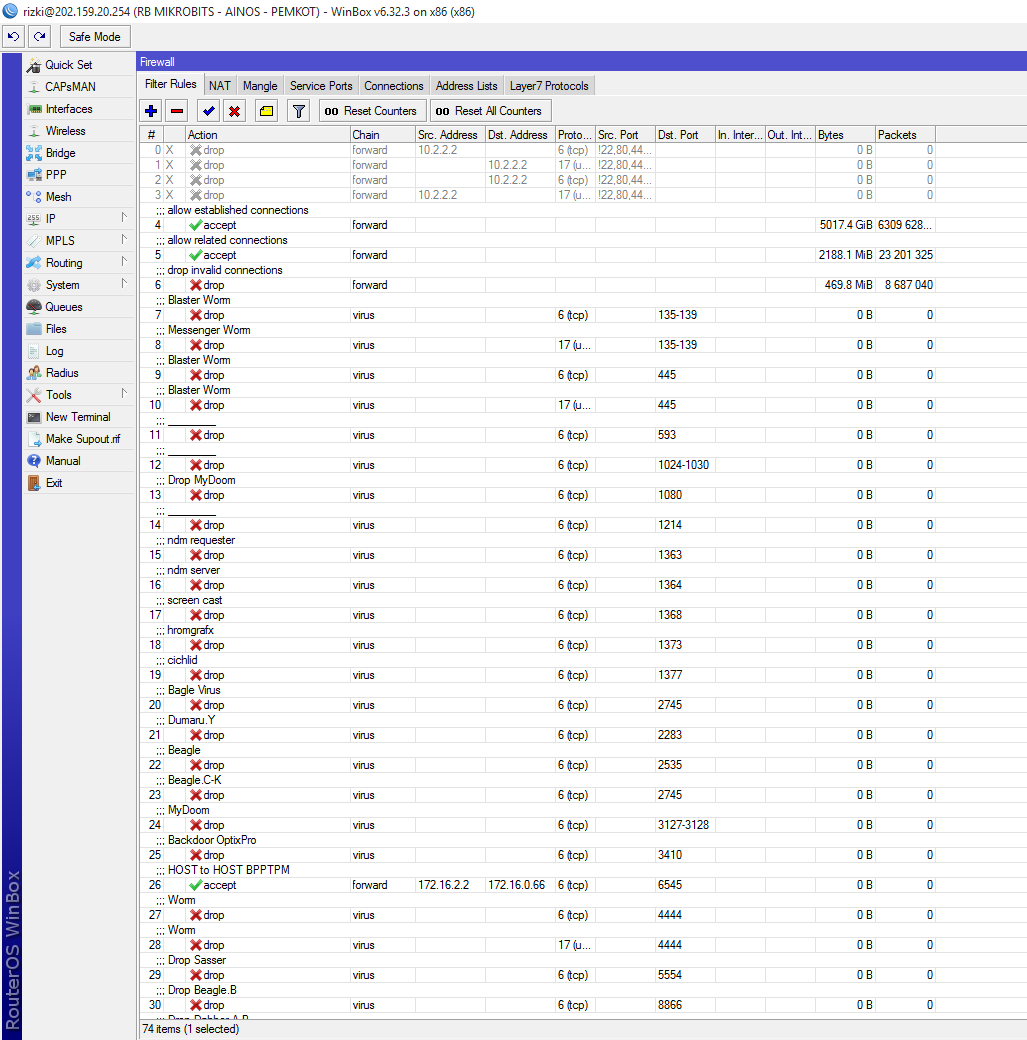 rizki@202.159.20.254 (RB MIKROBITS - AINOS - PEMKOT) - WinBox v6.32.3 on x86 (x86)
Safe Mode
Quick Set
CAPsMAN
Interfaces
Wireless
Bridge
PPP
Mesh
IP
MPLS
Routing
System
Queues
Files
Log
Radius
Tools
New Terminal
Make Supout.rif
Manual
Exit
RouterOS WinBox
Firewall
Filter Rules NAT Mangle Service Ports Connections Address Lists Layer7 Protocols
00 Reset Counters 00 Reset All Counters
# Action Chain Src. Address Dst. Address Proto... Src. Port Dst. Port In. Inter... Out. Int... Bytes Packets
0 X drop forward 10.2.2.2 6 (tcp) !22,80,44... 0 B 0
1 X drop forward 10.2.2.2 17 (u... !22,80,44... 0 B 0
2 X drop forward 10.2.2.2 6 (tcp) !22,80,44... 0 B 0
3 X drop forward 10.2.2.2 17 (u... !22,80,44... 0 B 0
;;; allow established connections
4 accept forward 5017.4 GiB 6309 628...
;;; allow related connections
5 accept forward 2188.1 MiB 23 201 325
;;; drop invalid connections
6 drop forward 469.8 MiB 8 687 040
;;; Blaster Worm
7 drop virus 6 (tcp) 135-139 0 B 0
;;; Messenger Worm
8 drop virus 17 (u... 135-139 0 B 0
;;; Blaster Worm
9 drop virus 6 (tcp) 445 0 B 0
;;; Blaster Worm
10 drop virus 17 (u... 445 0 B 0
;;; ________
11 drop virus 6 (tcp) 593 0 B 0
;;; ________
12 drop virus 6 (tcp) 1024-1030 0 B 0
;;; Drop MyDoom
13 drop virus 6 (tcp) 1080 0 B 0
;;; ________
14 drop virus 6 (tcp) 1214 0 B 0
;;; ndm requester
15 drop virus 6 (tcp) 1363 0 B 0
;;; ndm server
16 drop virus 6 (tcp) 1364 0 B 0
;;; screen cast
17 drop virus 6 (tcp) 1368 0 B 0
;;; hromgrafx
18 drop virus 6 (tcp) 1373 0 B 0
;;; cichlid
19 drop virus 6 (tcp) 1377 0 B 0
;;; Bagle Virus
20 drop virus 6 (tcp) 2745 0 B 0
;;; Dumaru.Y
21 drop virus 6 (tcp) 2283 0 B 0
;;; Beagle
22 drop virus 6 (tcp) 2535 0 B 0
;;; Beagle.C-K
23 drop virus 6 (tcp) 2745 0 B 0
;;; MyDoom
24 drop virus 6 (tcp) 3127-3128 0 B 0
;;; Backdoor OptixPro
25 drop virus 6 (tcp) 3410 0 B 0
;;; HOST to HOST BPPTPM
26 accept forward 172.16.2.2 172.16.0.66 6 (tcp) 6545 0 B 0
;;; Worm
27 drop virus 6 (tcp) 4444 0 B 0
;;; Worm
28 drop virus 17 (u... 4444 0 B 0
;;; Drop Sasser
29 drop virus 6 (tcp) 5554 0 B 0
;;; Drop Beagle.B
30 drop virus 6 (tcp) 8866 0 B 0
74 items (1 selected)